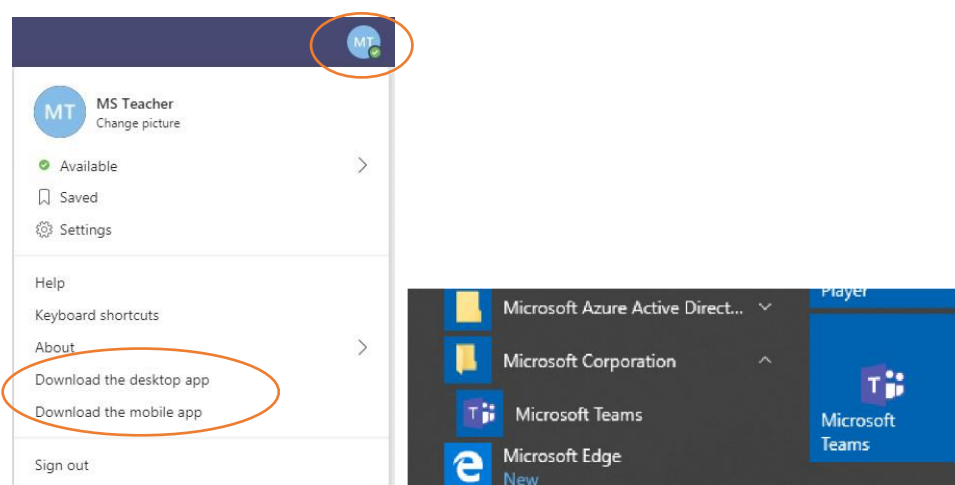 MT
MT
MS Teacher
Change picture
Available
Saved
Settings
Help
Keyboard shortcuts
About
Download the desktop app
Download the mobile app
Sign out
Microsoft Azure Active Direct...
Microsoft Corporation
T
Microsoft Teams
Microsoft Edge
New
Player
T
Microsoft
Teams